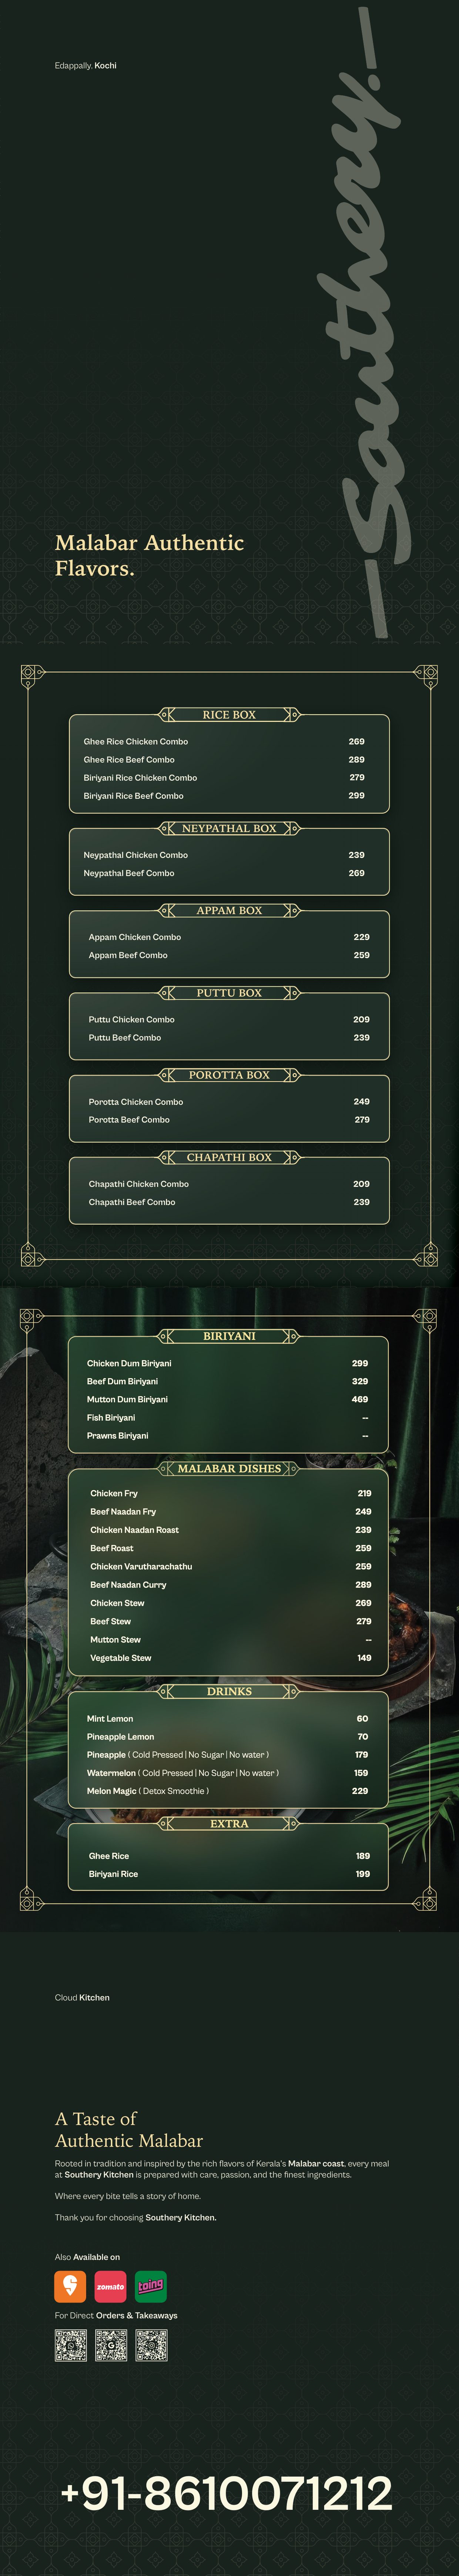 Edappally, Kochi
Southery.
Malabar Authentic
Flavors.
RICE BOX
Ghee Rice Chicken Combo 269
Ghee Rice Beef Combo 289
Biriyani Rice Chicken Combo 279
Biriyani Rice Beef Combo 299
NEYPATHAL BOX
Neypathal Chicken Combo 239
Neypathal Beef Combo 269
APPAM BOX
Appam Chicken Combo 229
Appam Beef Combo 259
PUTTU BOX
Puttu Chicken Combo 209
Puttu Beef Combo 239
POROTTA BOX
Porotta Chicken Combo 249
Porotta Beef Combo 279
CHAPATHI BOX
Chapathi Chicken Combo 209
Chapathi Beef Combo 239
BIRIYANI
Chicken Dum Biriyani 299
Beef Dum Biriyani 329
Mutton Dum Biriyani 469
Fish Biriyani --
Prawns Biriyani --
MALABAR DISHES
Chicken Fry 219
Beef Naadan Fry 249
Chicken Naadan Roast 239
Beef Roast 259
Chicken Varutharachathu 259
Beef Naadan Curry 289
Chicken Stew 269
Beef Stew 279
Mutton Stew --
Vegetable Stew 149
DRINKS
Mint Lemon 60
Pineapple Lemon 70
Pineapple ( Cold Pressed | No Sugar | No water ) 179
Watermelon ( Cold Pressed | No Sugar | No water ) 159
Melon Magic ( Detox Smoothie ) 229
EXTRA
Ghee Rice 189
Biriyani Rice 199
Cloud Kitchen
A Taste of
Authentic Malabar
Rooted in tradition and inspired by the rich flavors of Kerala's Malabar coast, every meal
at Southery Kitchen is prepared with care, passion, and the finest ingredients.
Where every bite tells a story of home.
Thank you for choosing Southery Kitchen.
Also Available on
zomato toing
For Direct Orders & Takeaways
G
+91-8610071212